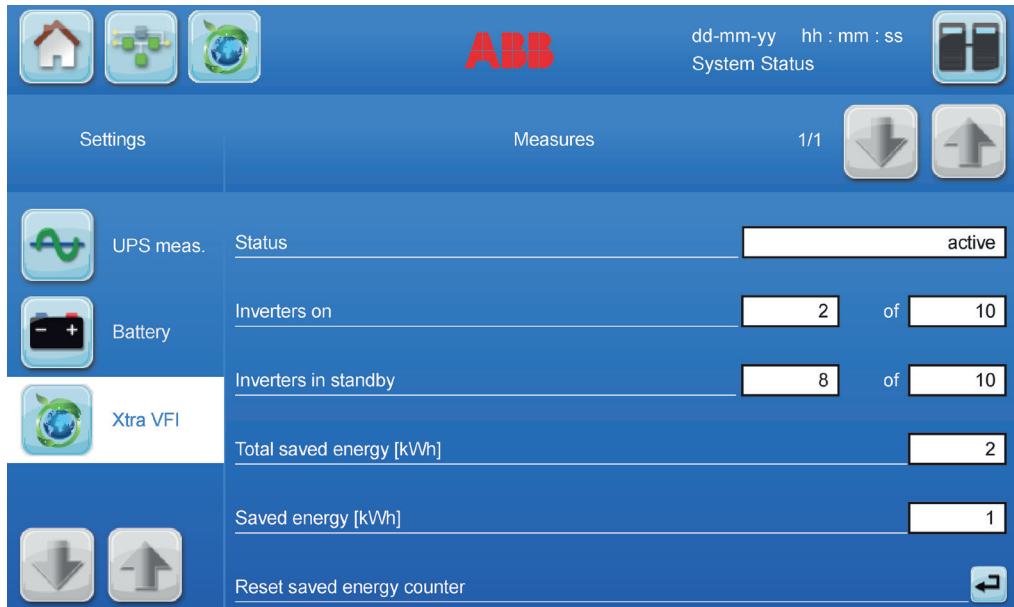 ABB
dd-mm-yy hh : mm : ss
System Status
Settings
Measures
1/1
UPS meas.
Battery
Xtra VFI
Status active
Inverters on 2 of 10
Inverters in standby 8 of 10
Total saved energy [kWh] 2
Saved energy [kWh] 1
Reset saved energy counter